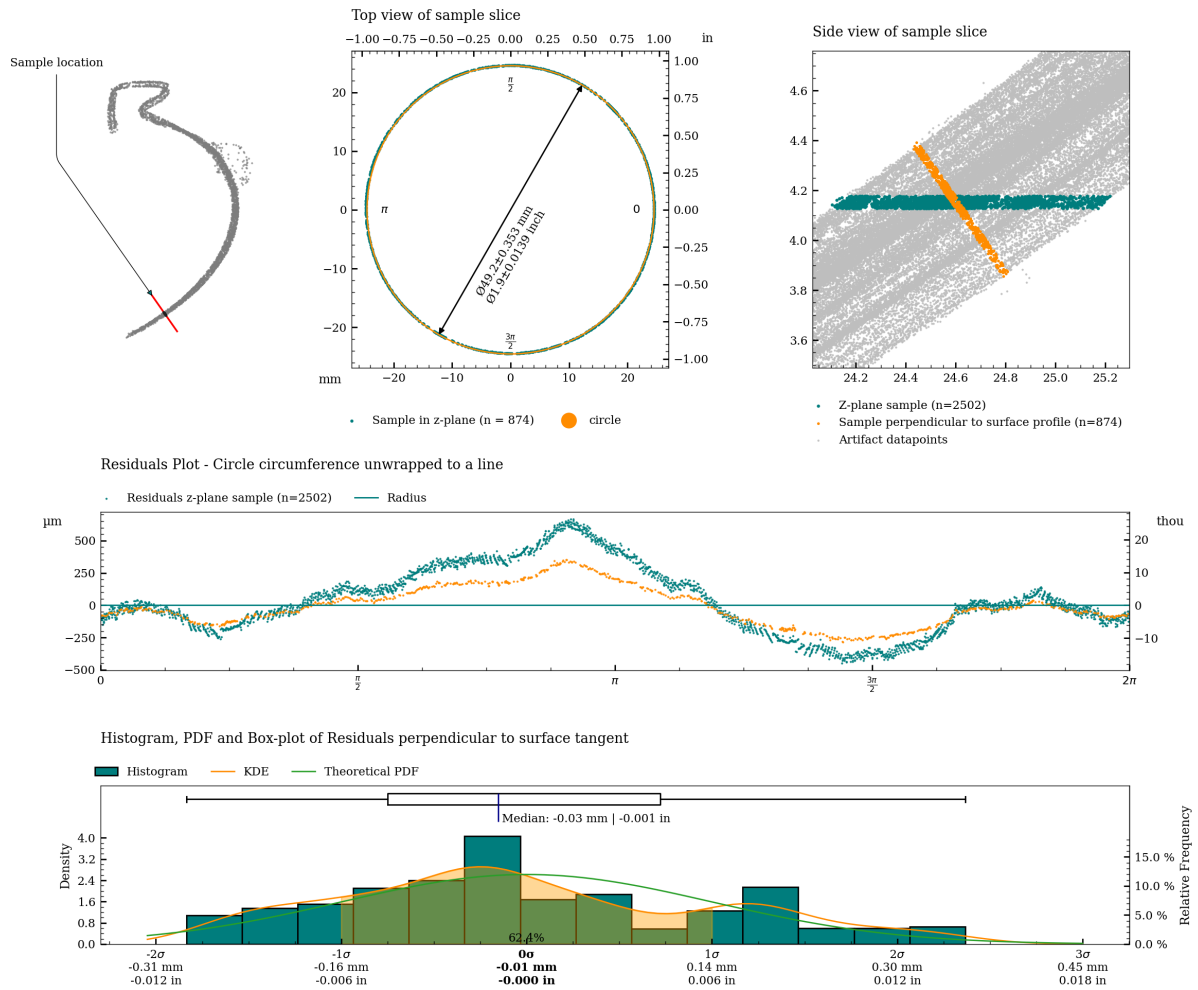 Top view of sample slice
Side view of sample slice
Sample location
−1.00 −0.75 −0.50 −0.25 0.00 0.25 0.50 0.75 1.00 in
20
10
0
−10
−20
1.00
0.75
0.50
0.25
0.00
−0.25
−0.50
−0.75
−1.00
π/2
π
0
3π/2
Ø49.2±0.353 mm
Ø1.9±0.0139 inch
mm −20 −10 0 10 20
Sample in z-plane (n = 874) circle
4.6
4.4
4.2
4.0
3.8
3.6
24.2 24.4 24.6 24.8 25.0 25.2
Z-plane sample (n=2502)
Sample perpendicular to surface profile (n=874)
Artifact datapoints
Residuals Plot - Circle circumference unwrapped to a line
Residuals z-plane sample (n=2502) Radius
µm thou
500
250
0
−250
−500
20
10
0
−10
0 π/2 π 3π/2 2π
Histogram, PDF and Box-plot of Residuals perpendicular to surface tangent
Histogram KDE Theoretical PDF
Median: -0.03 mm | -0.001 in
Density
4.0
3.2
2.4
1.6
0.8
0.0
Relative Frequency
15.0 %
10.0 %
5.0 %
0.0 %
62.4%
-2σ -1σ 0σ 1σ 2σ 3σ
-0.31 mm -0.16 mm -0.01 mm 0.14 mm 0.30 mm 0.45 mm
-0.012 in -0.006 in -0.000 in 0.006 in 0.012 in 0.018 in